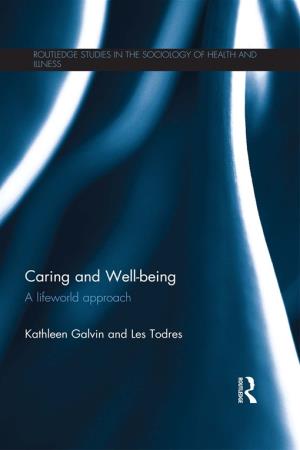 ROUTLEDGE STUDIES IN THE SOCIOLOGY OF HEALTH AND
ILLNESS
Caring and Well-being
A lifeworld approach
Kathleen Galvin and Les Todres
ROUTLEDGE